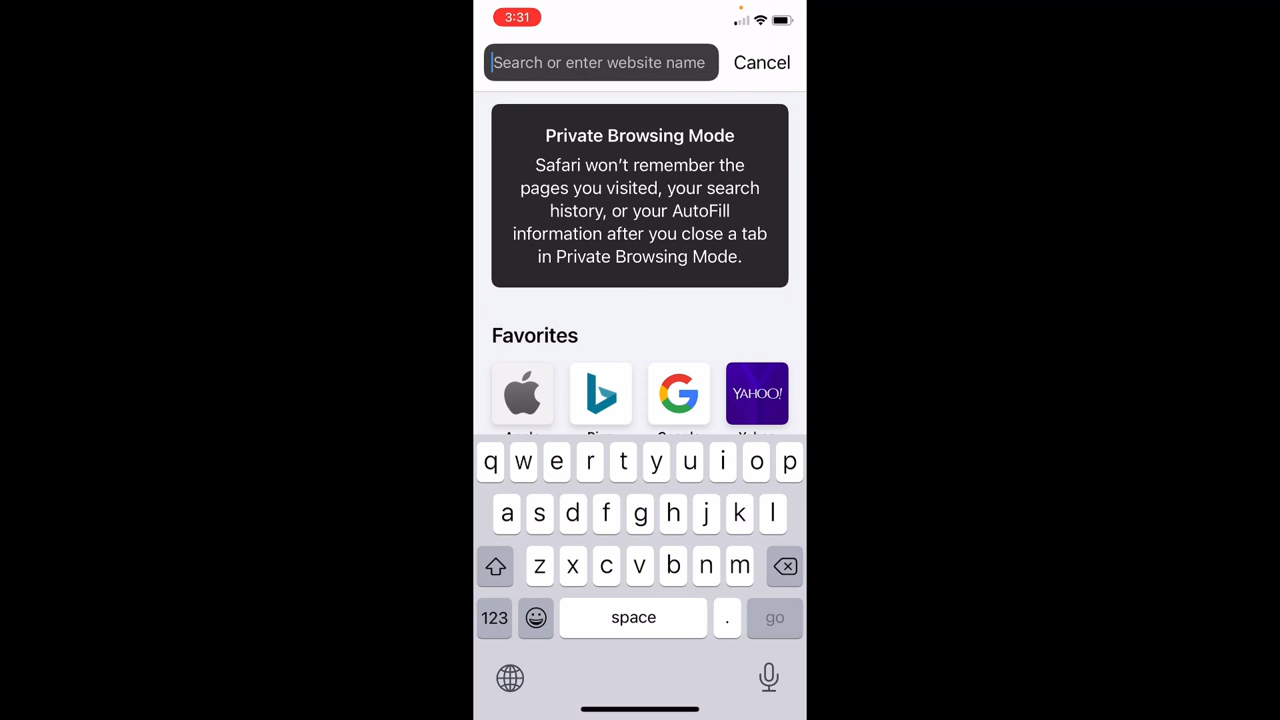 3:31
Search or enter website name
Cancel
Private Browsing Mode
Safari won't remember the
pages you visited, your search
history, or your AutoFill
information after you close a tab
in Private Browsing Mode.
Favorites
YAHOO!
q w e r t y u i o p
a s d f g h j k l
z x c v b n m
123 space . go